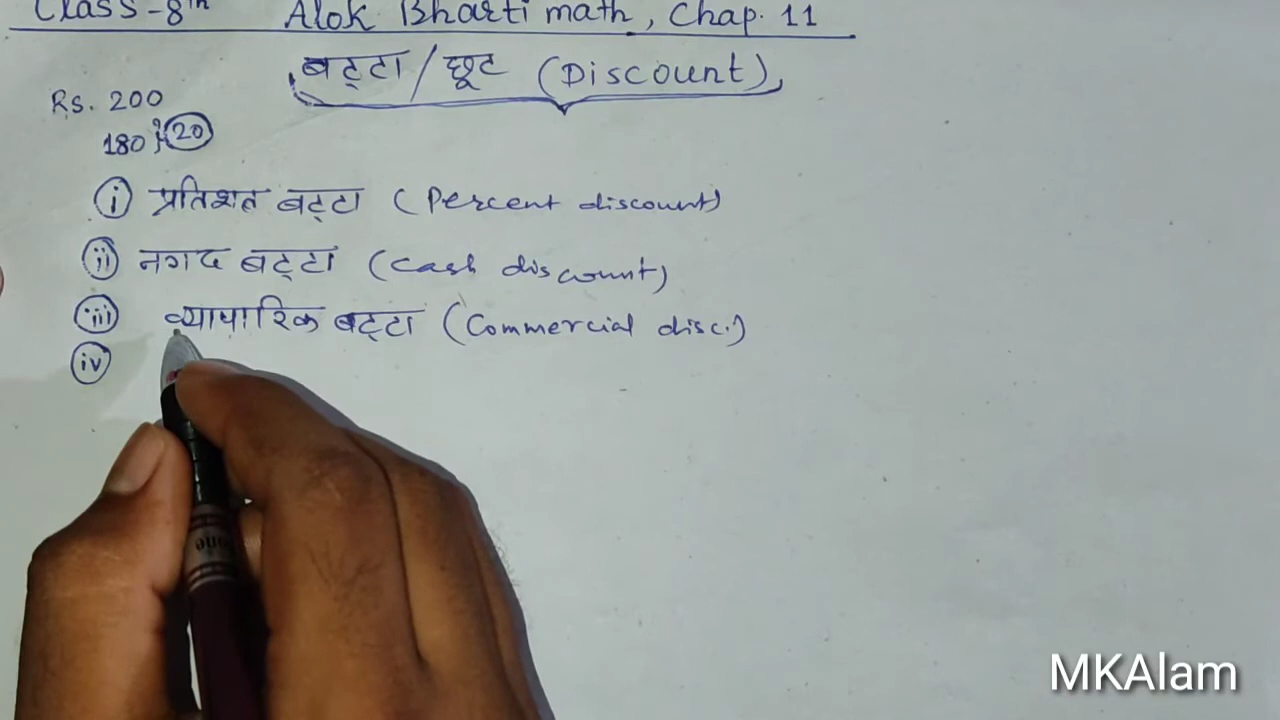 Class-8th Alok Bharti math, Chap. 11
बट्टा/छूट (Discount)
Rs. 200
180 } 20
(i) प्रतिशत बट्टा (Percent discount)
(ii) नगद बट्टा (Cash discount)
(iii) व्यापारिक बट्टा (Commercial disc.)
(iv)
MKAlam